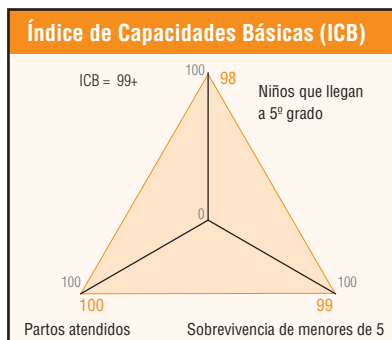 Índice de Capacidades Básicas (ICB)
ICB = 99+
100
98
Niños que llegan
a 5º grado
0
100
100
100
99
Partos atendidos
Sobrevivencia de menores de 5